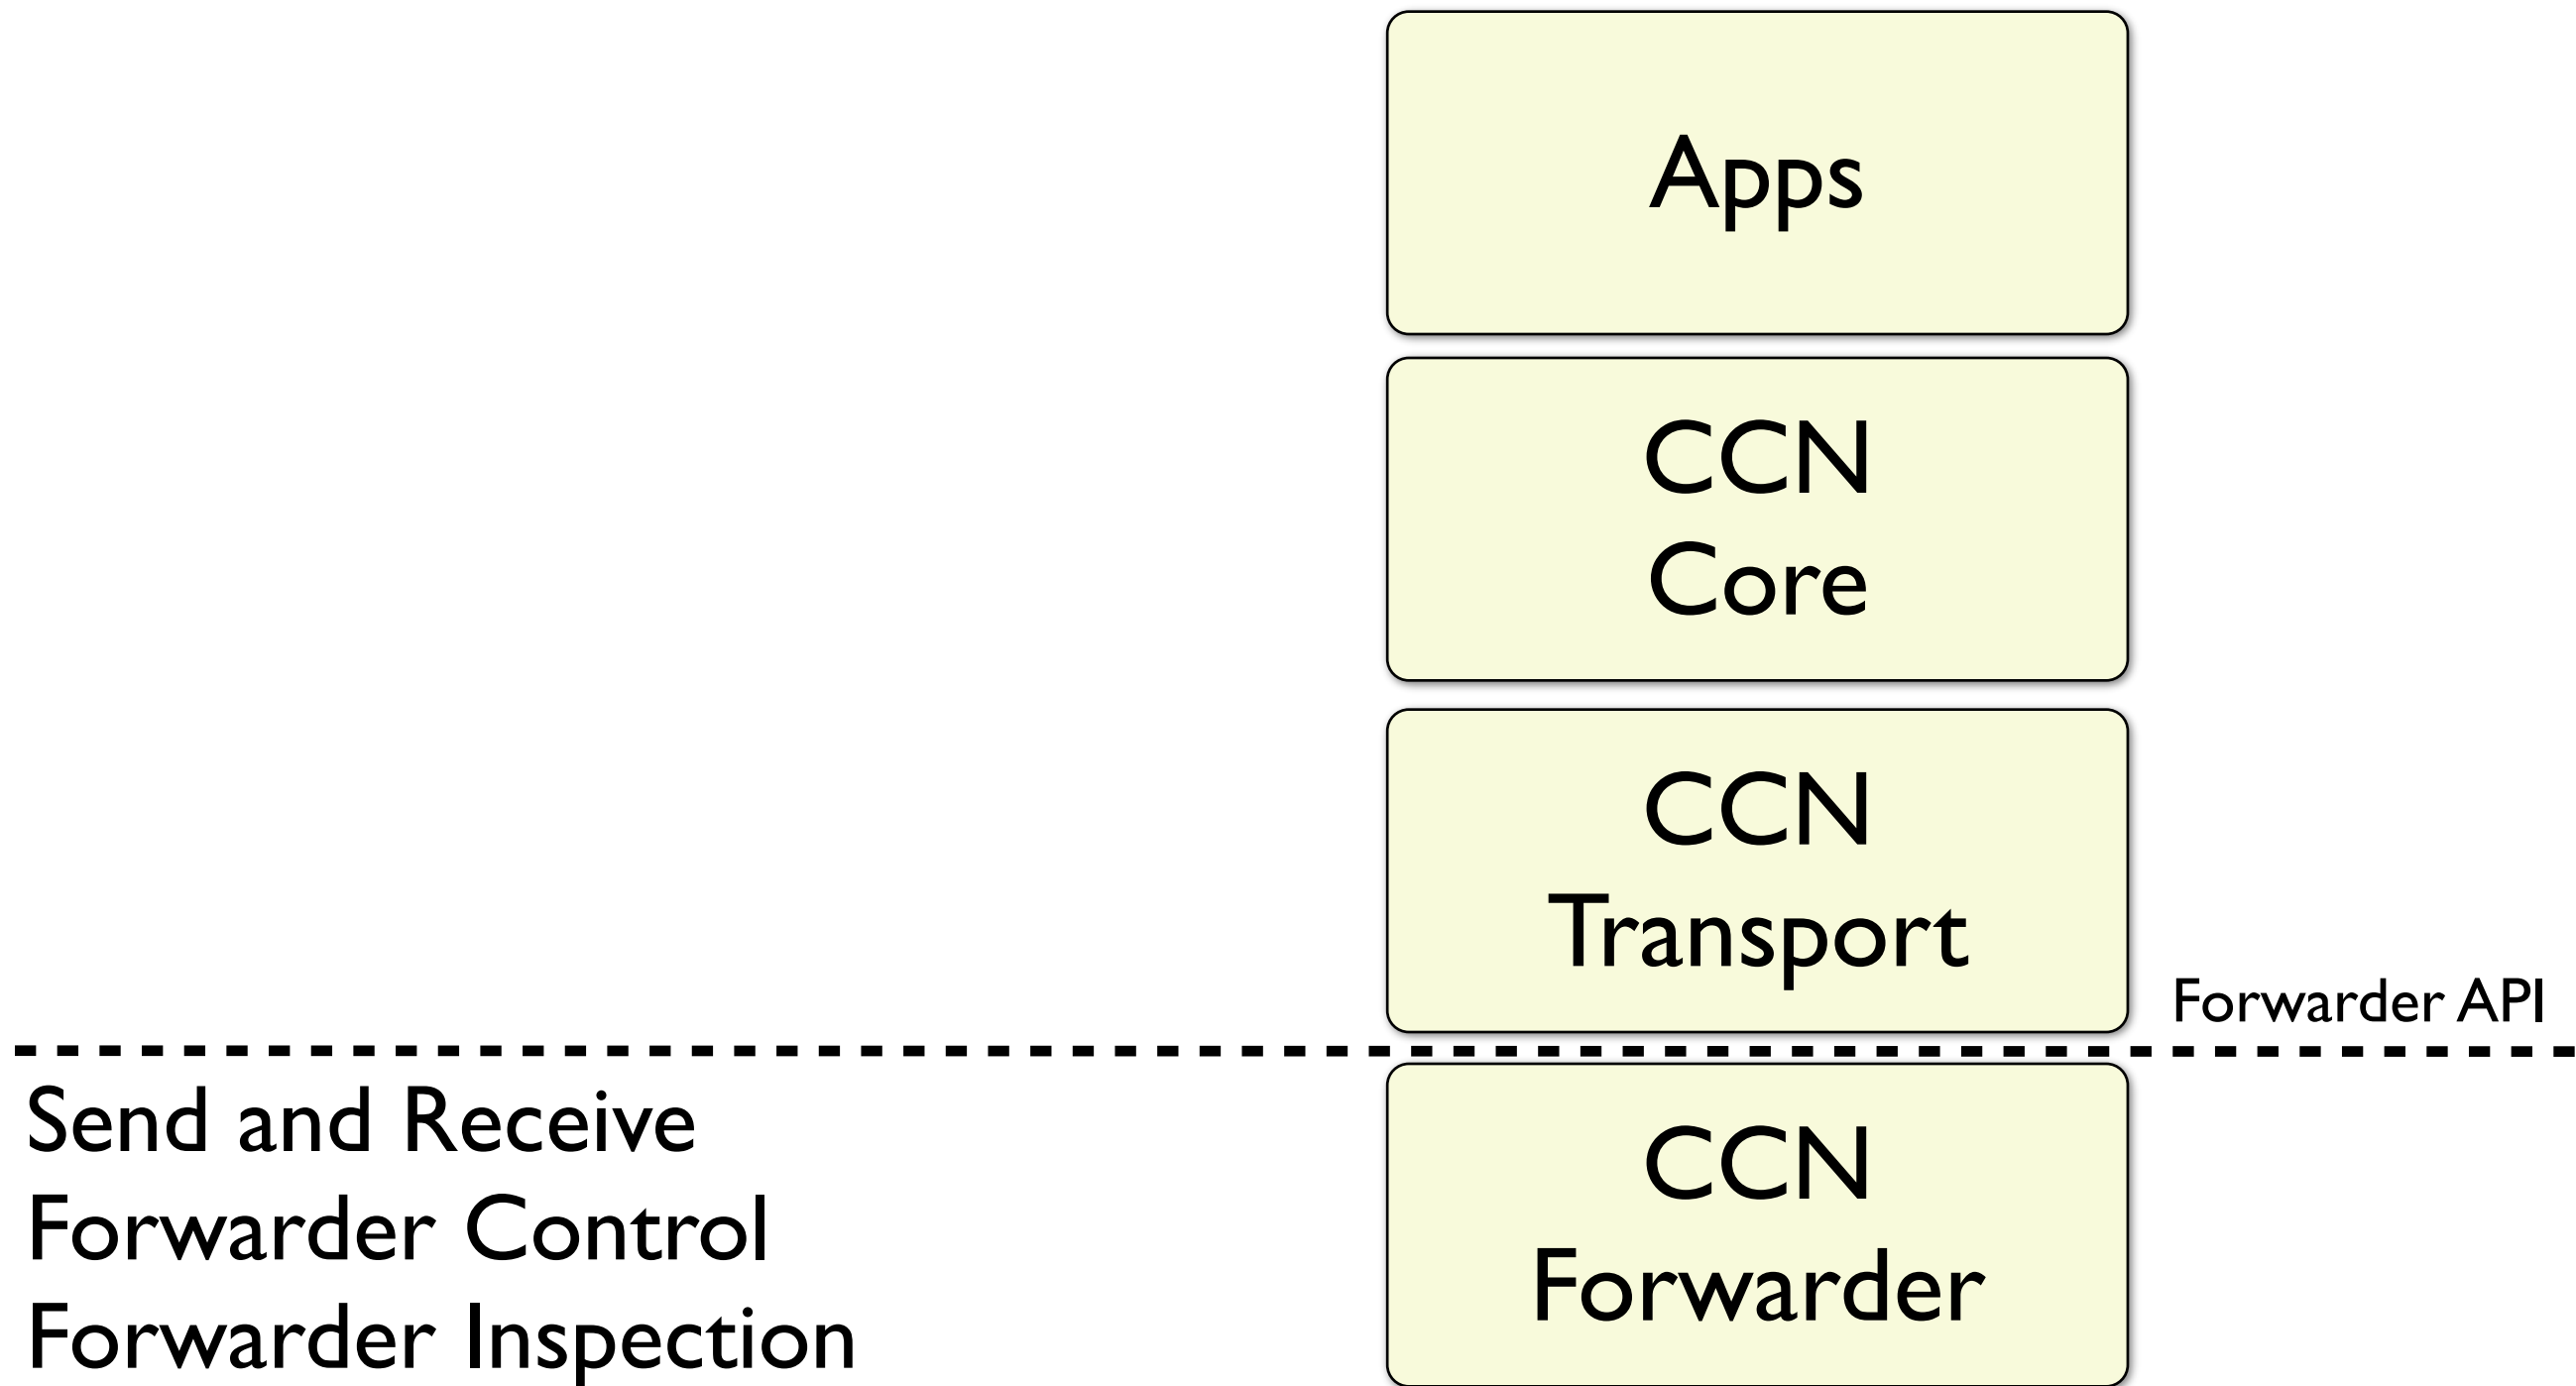 Apps
CCN
Core
CCN
Transport
Forwarder API
Send and Receive
Forwarder Control
Forwarder Inspection
CCN
Forwarder